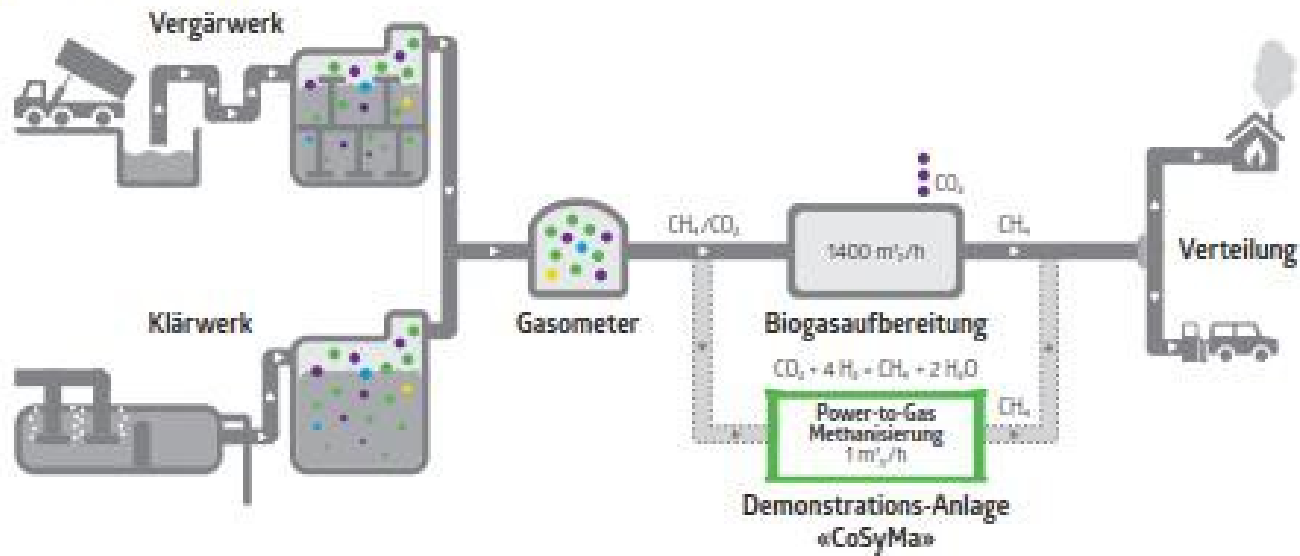 Vergärwerk
Klärwerk
Gasometer
CH₄/CO₂
CO₂
1400 m³ₙ/h
CH₄
Biogasaufbereitung
CO₂ + 4 H₂ = CH₄ + 2 H₂O
Power-to-Gas
Methanisierung
1 m³ₙ/h
CH₄
Demonstrations-Anlage
«CoSyMa»
Verteilung